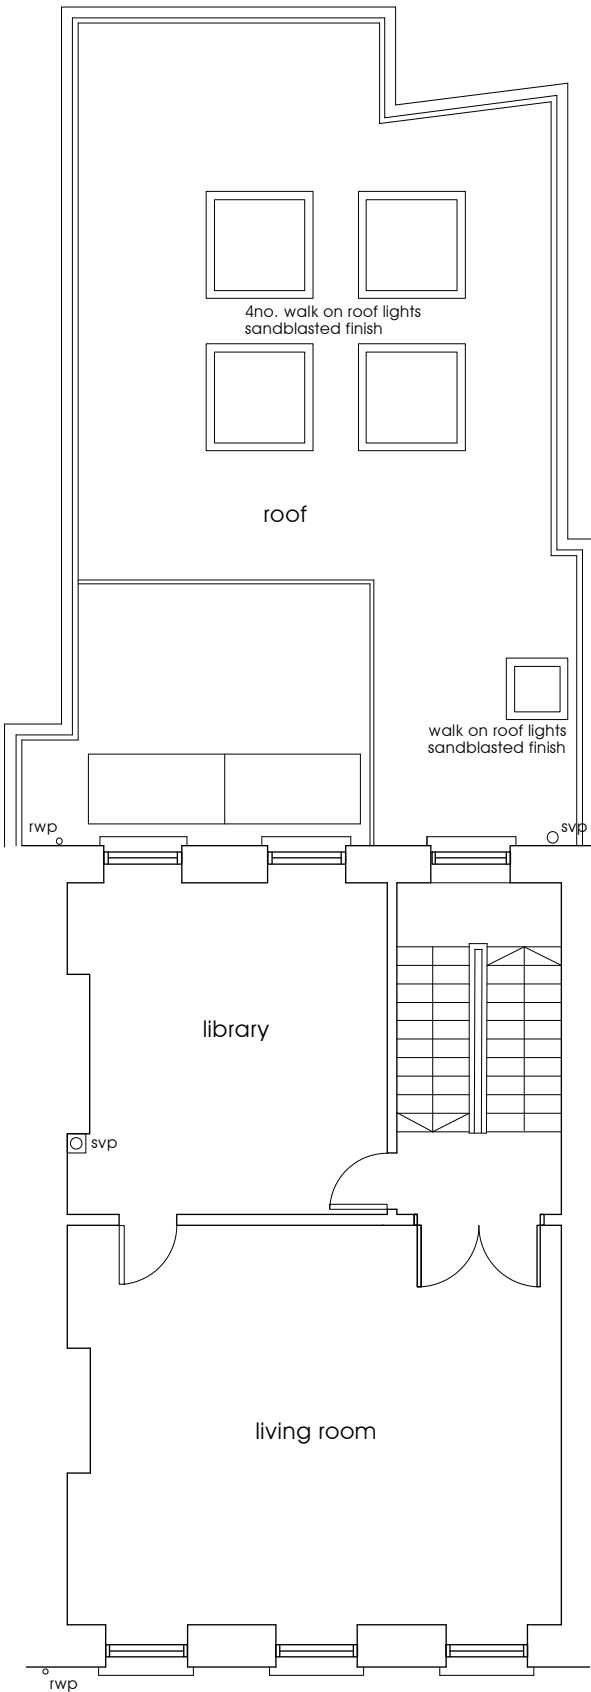 4no. walk on roof lights
sandblasted finish
roof
walk on roof lights
sandblasted finish
rwp
svp
library
svp
living room
rwp